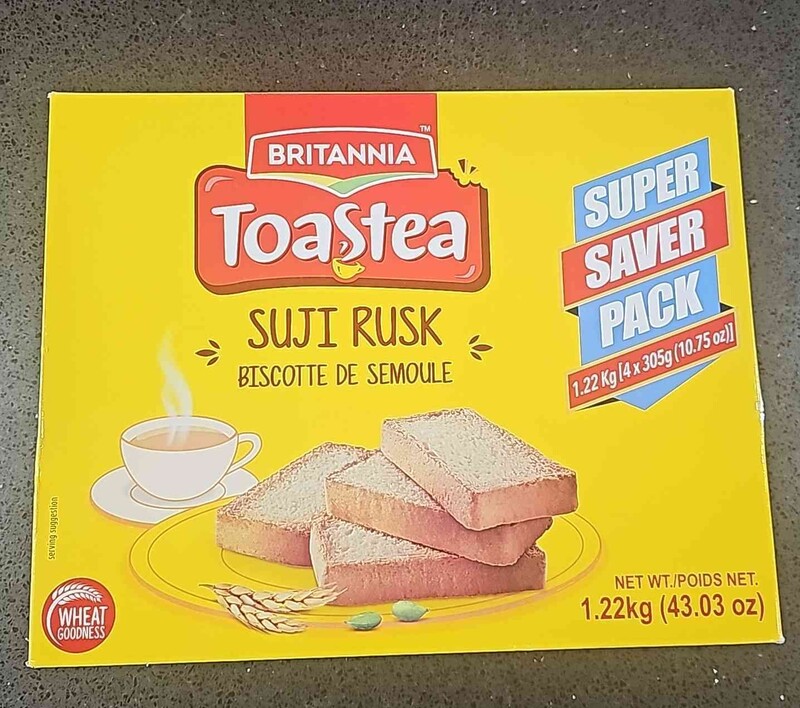 BRITANNIA
TM
Toastea
SUJI RUSK
BISCOTTE DE SEMOULE
SUPER
SAVER
PACK
1.22 Kg [4 x 305g (10.75 oz)]
serving suggestion
WHEAT
GOODNESS
NET WT./POIDS NET.
1.22kg (43.03 oz)